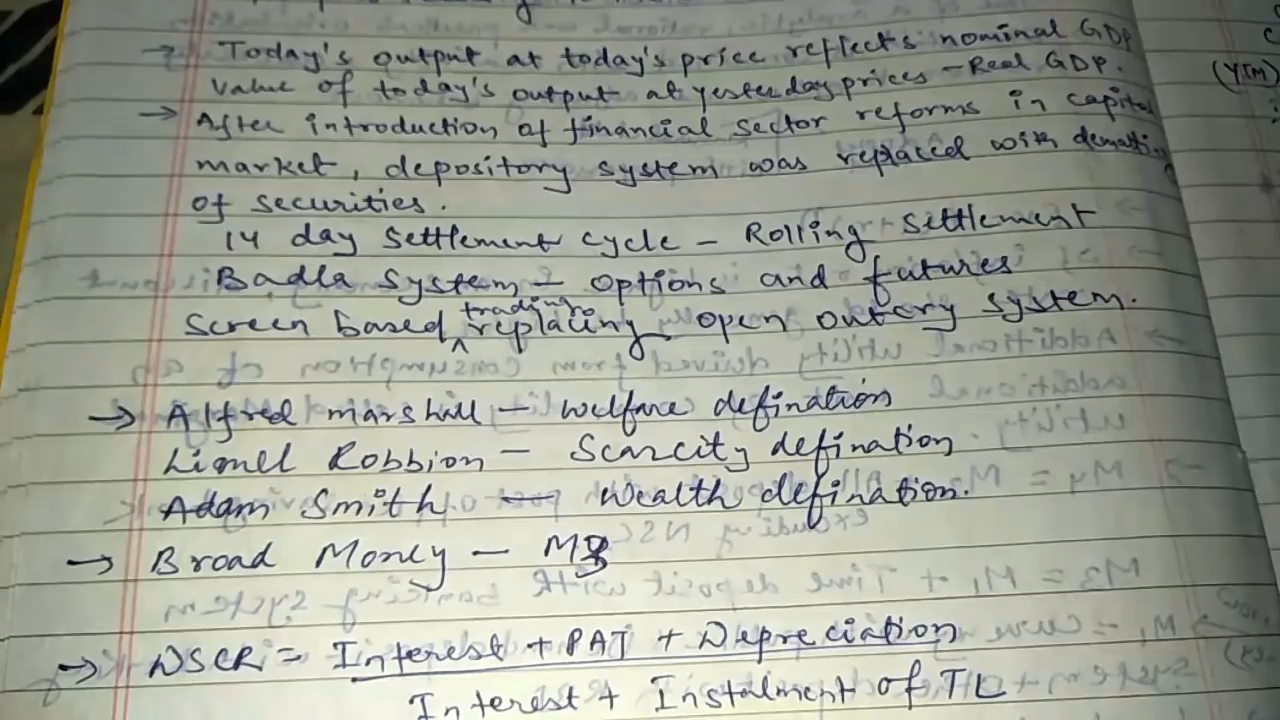 → Today's output at today's price reflects nominal GDP
Value of today's output at yesterday prices - Real GDP.
→ After introduction of financial sector reforms in capital
market, depository system was replaced with
of securities.
14 day settlement cycle - Rolling settlement
Badla system - options and futures
Screen based trading replacing open outcry system.
→ Alfred marshall - welfare defination
Lionel Robbion - Scarcity defination
Adam Smith - Wealth defination.
→ Broad Money - M3
→ DSCR = Interest + PAT + Depreciation
Interest + Instalment of TL
(YTM)